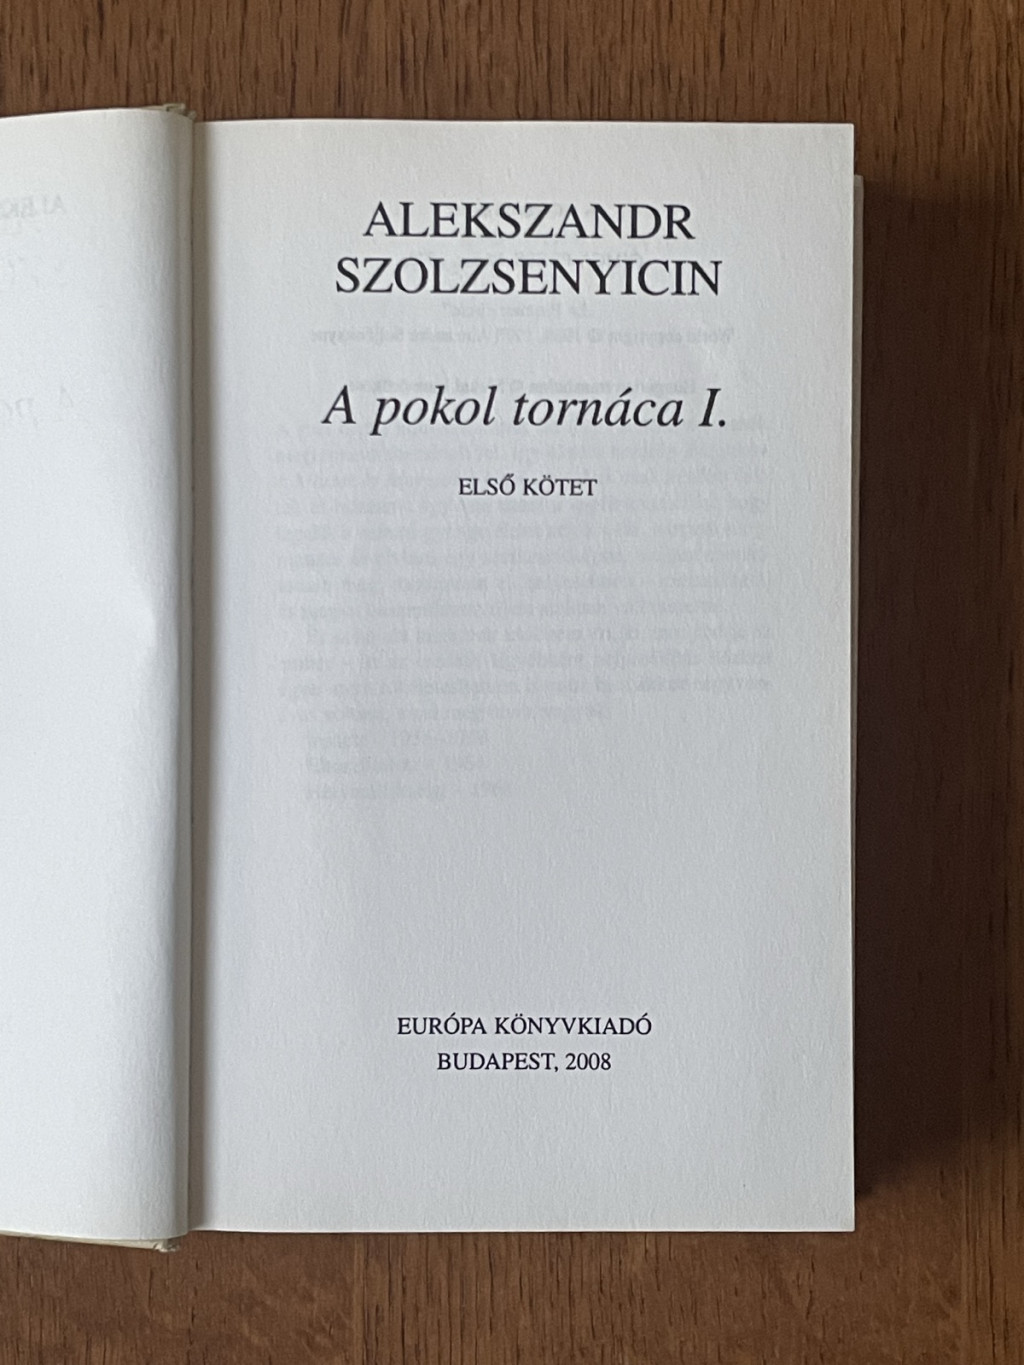 ALEKSZANDR
SZOLZSENYICIN
A pokol tornáca I.
ELSŐ KÖTET
EURÓPA KÖNYVKIADÓ
BUDAPEST, 2008